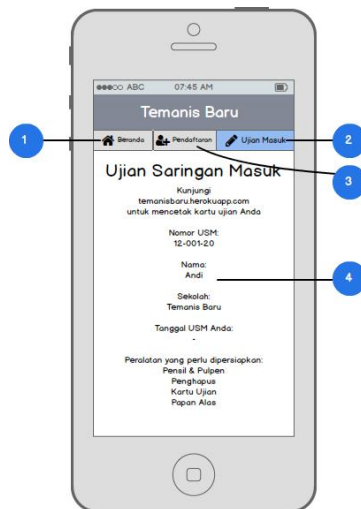 ABC 07:45 AM
Temanis Baru
Beranda Pendaftaran Ujian Masuk
Ujian Saringan Masuk
Kunjungi
temanisbaru.herokuapp.com
untuk mencetak kartu ujian Anda
Nomor USM:
12-001-20
Nama:
Andi
Sekolah:
Temanis Baru
Tanggal USM Anda:
-
Peralatan yang perlu dipersiapkan:
Pensil & Pulpen
Penghapus
Kartu Ujian
Papan Alas
1
2
3
4